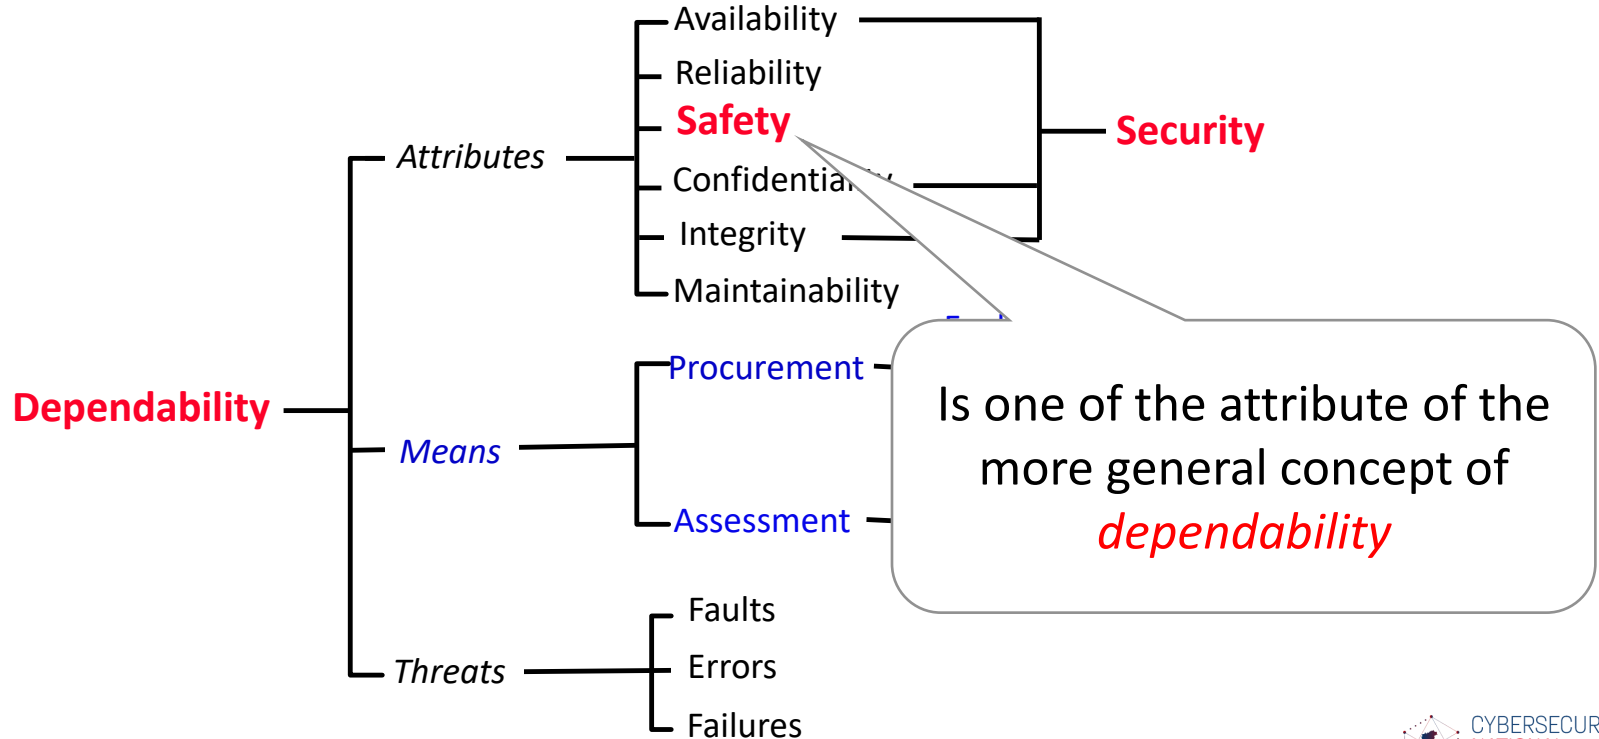 Availability
Reliability
Safety
Security
Attributes
Confidentiality
Integrity
Maintainability
Procurement
Dependability
Is one of the attribute of the
more general concept of
dependability
Means
Assessment
Faults
Threats
Errors
Failures